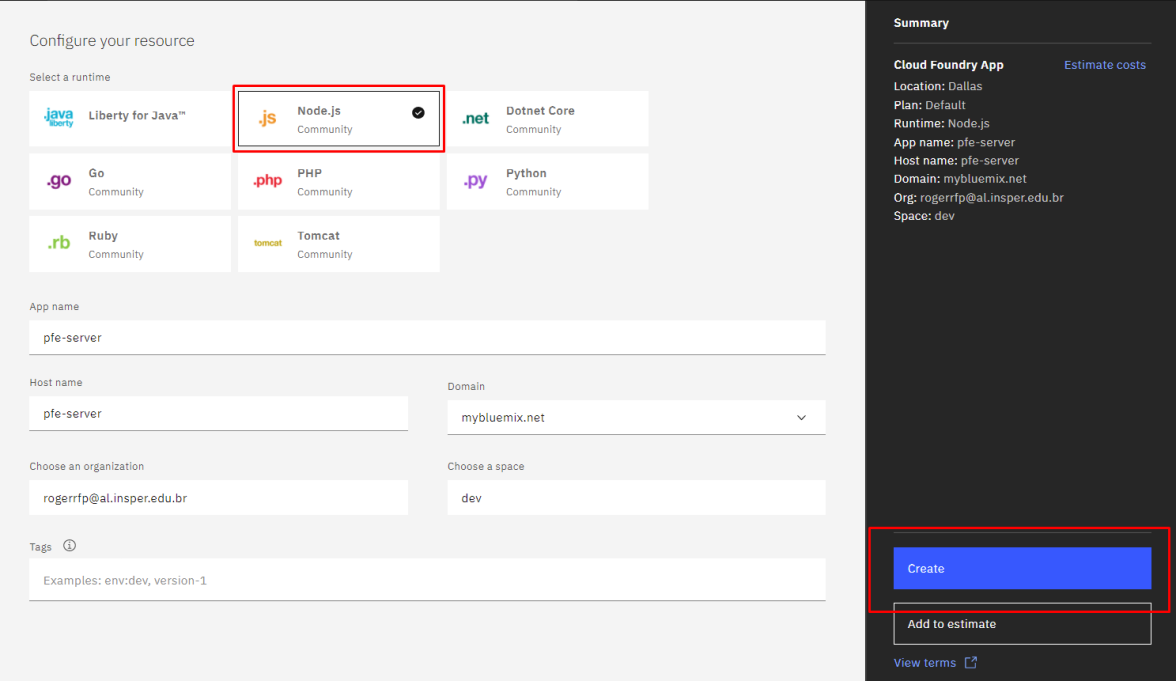 Configure your resource
Select a runtime
java liberty
Liberty for Java™
.js
Node.js
Community
.net
Dotnet Core
Community
.go
Go
Community
.php
PHP
Community
.py
Python
Community
.rb
Ruby
Community
tomcat
Tomcat
Community
App name
pfe-server
Host name
pfe-server
Domain
mybluemix.net
Choose an organization
rogerrfp@al.insper.edu.br
Choose a space
dev
Tags
Examples: env:dev, version-1
Summary
Cloud Foundry App
Estimate costs
Location: Dallas
Plan: Default
Runtime: Node.js
App name: pfe-server
Host name: pfe-server
Domain: mybluemix.net
Org: rogerrfp@al.insper.edu.br
Space: dev
Create
Add to estimate
View terms